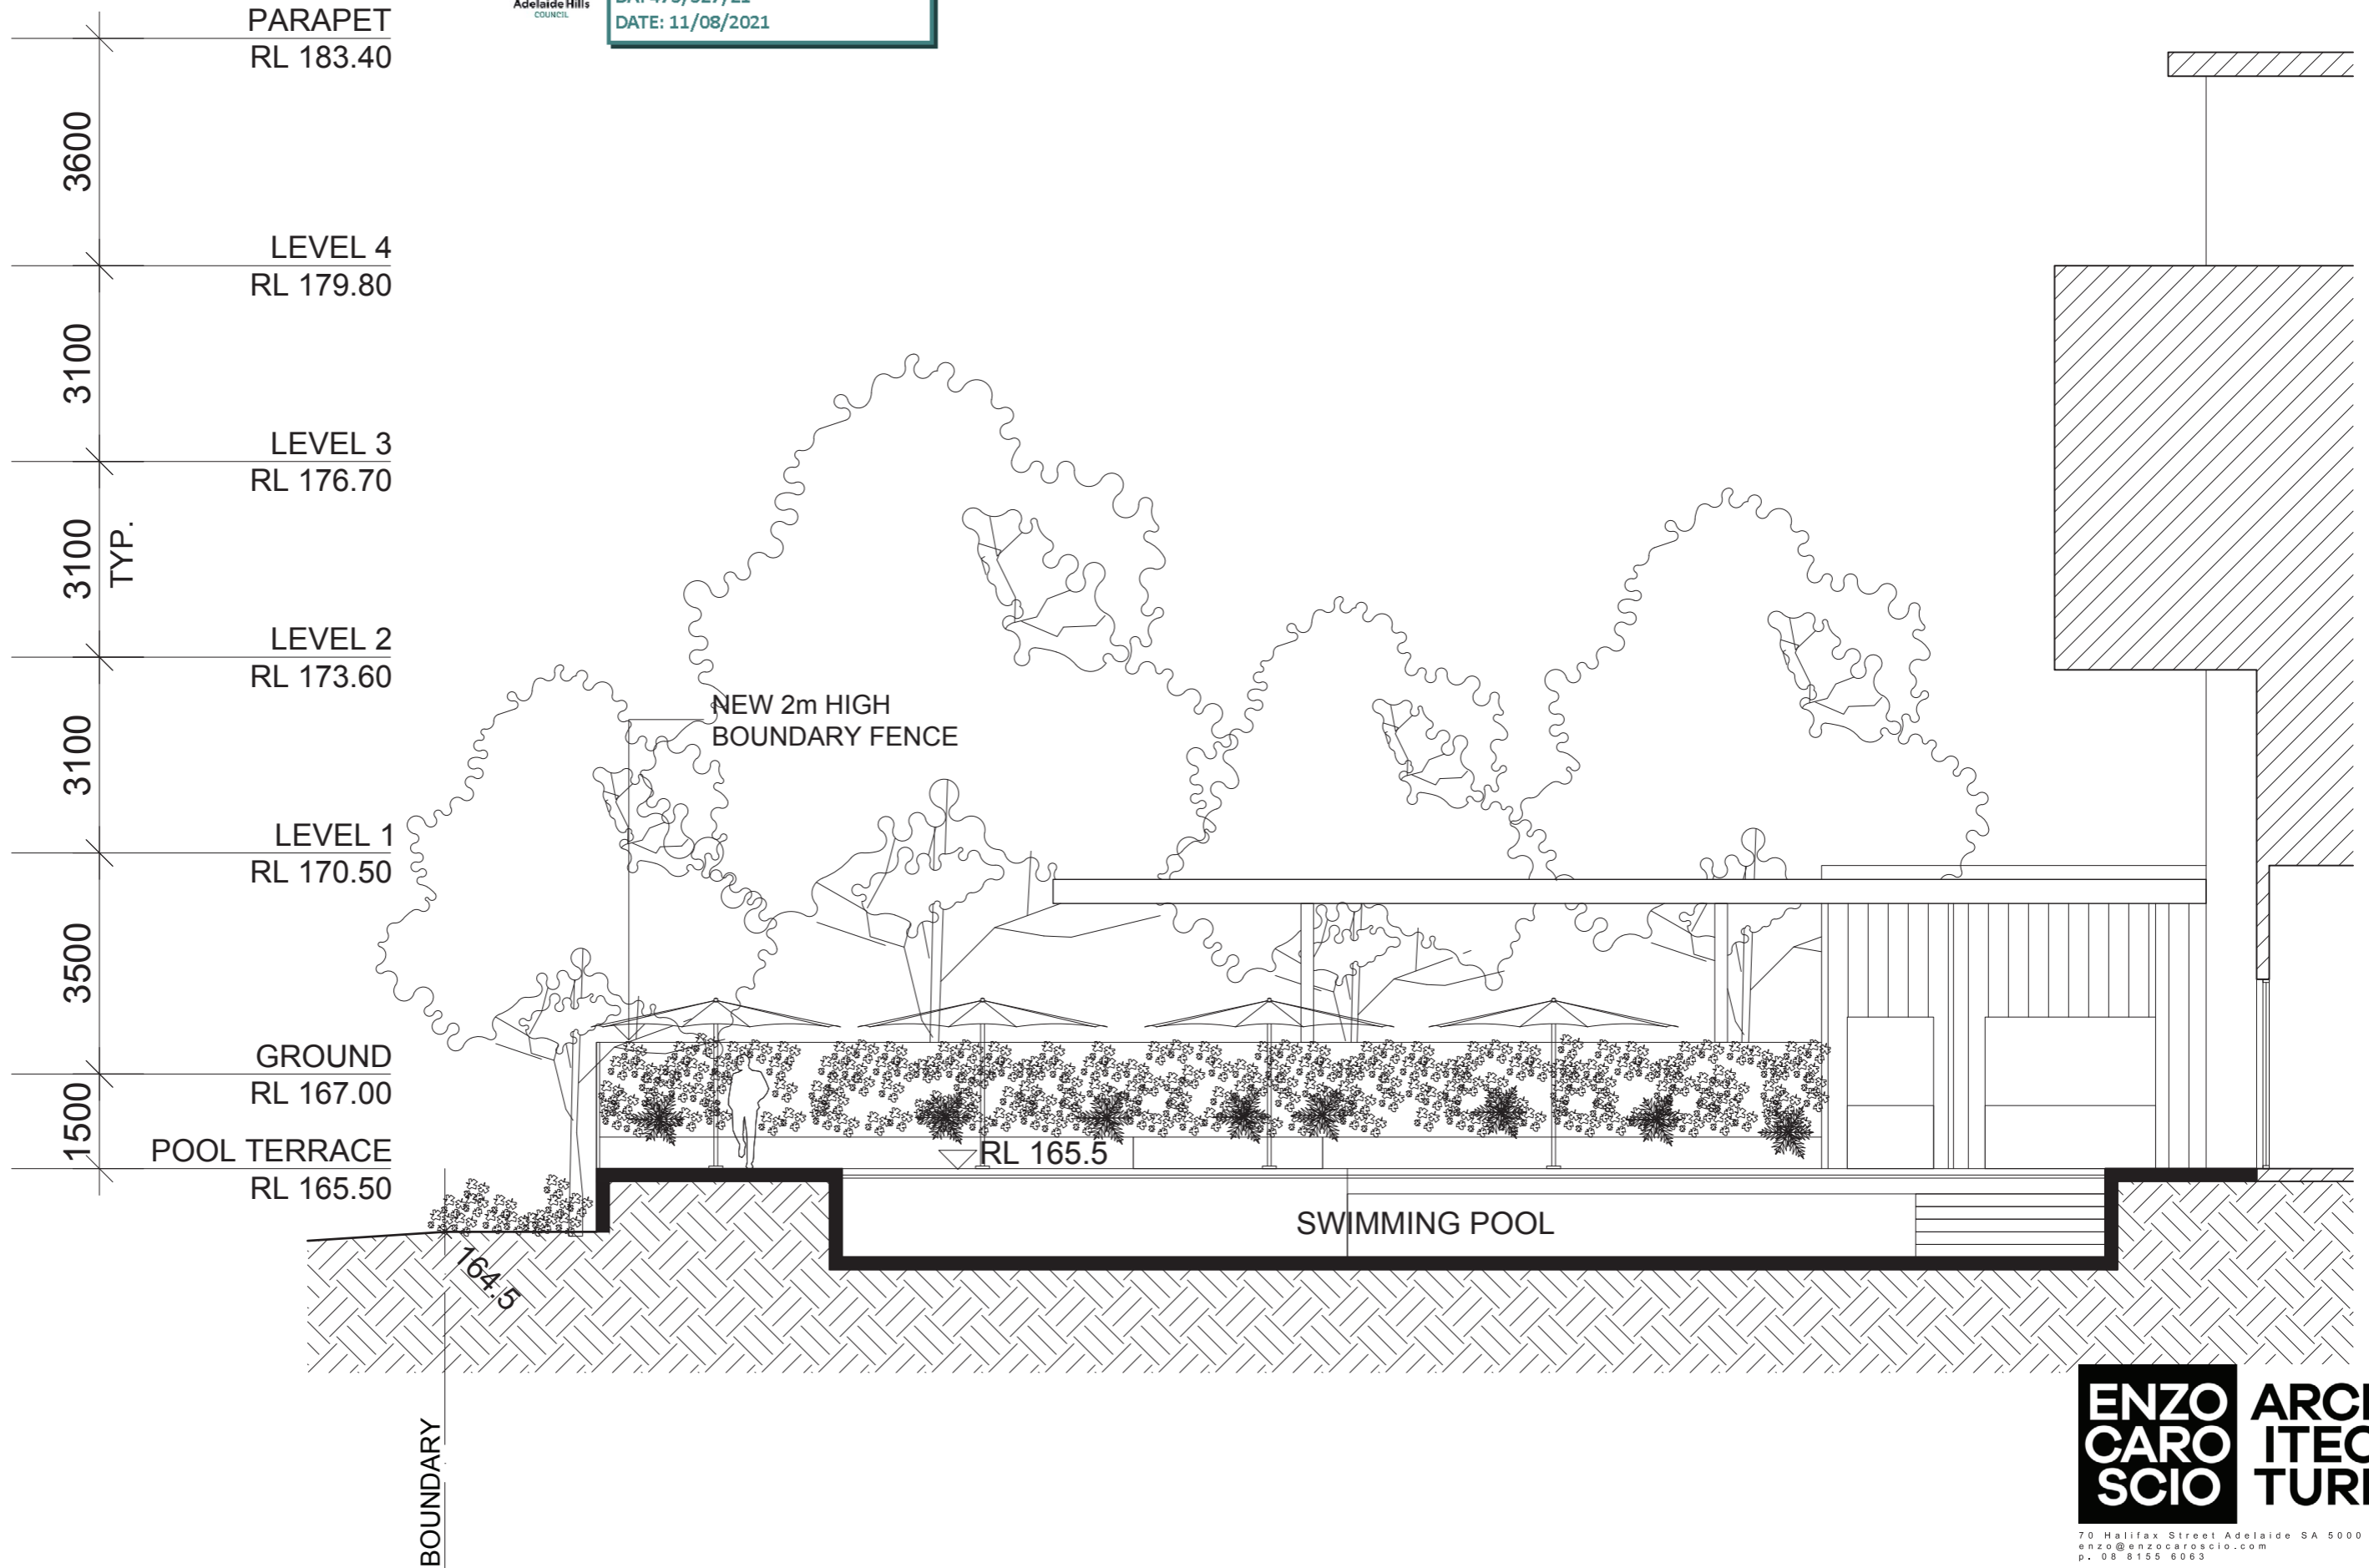 Adelaide Hills
COUNCIL
DATE: 11/08/2021
PARAPET
RL 183.40
3600
LEVEL 4
RL 179.80
3100
LEVEL 3
RL 176.70
3100
TYP.
LEVEL 2
RL 173.60
3100
NEW 2m HIGH
BOUNDARY FENCE
LEVEL 1
RL 170.50
3500
GROUND
RL 167.00
1500
POOL TERRACE
RL 165.50
RL 165.5
SWIMMING POOL
164.5
BOUNDARY
ENZO
CARO
SCIO
70 Halifax Street Adelaide SA 5000
enzo@enzocaroscio.com
p. 08 8155 6063